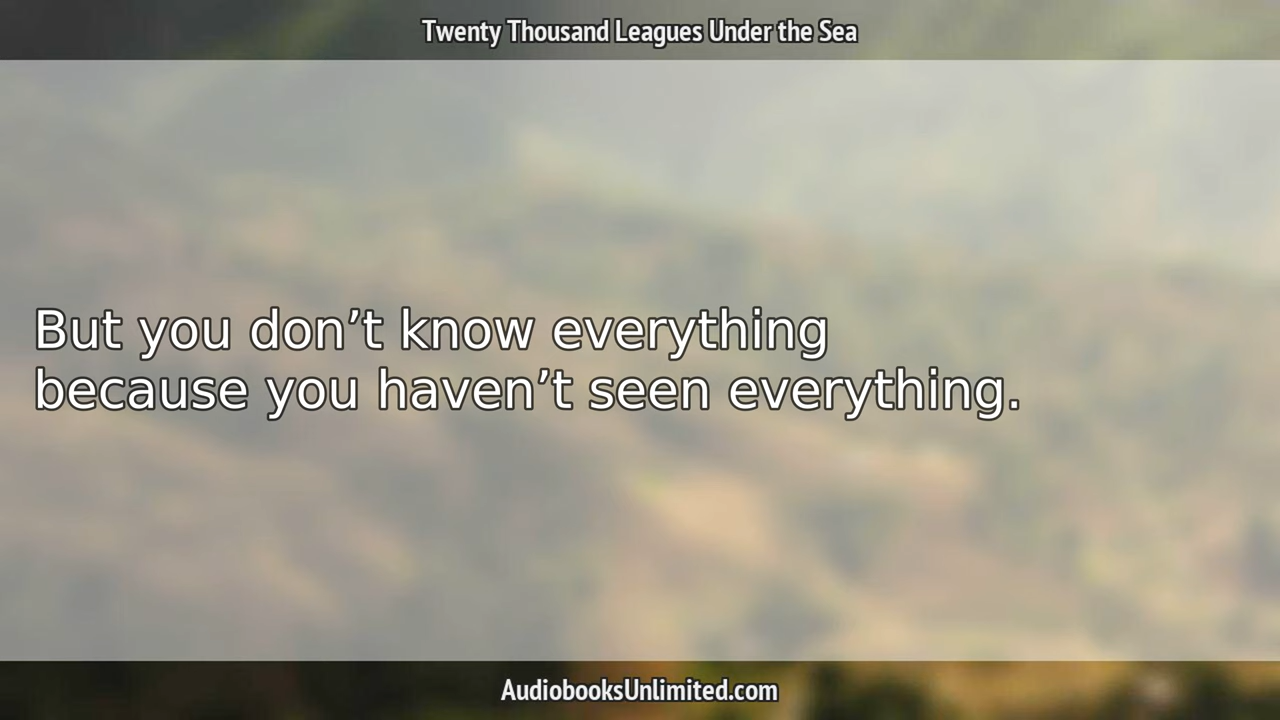 Twenty Thousand Leagues Under the Sea
But you don’t know everything
because you haven’t seen everything.
AudiobooksUnlimited.com